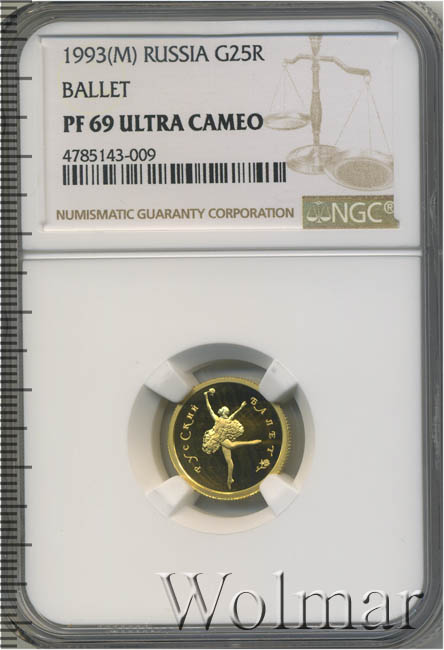 1993(M) RUSSIA G25R
BALLET
PF 69 ULTRA CAMEO
4785143-009
NUMISMATIC GUARANTY CORPORATION
NGC®
РУССКИЙ БАЛЕТ
Wolmar